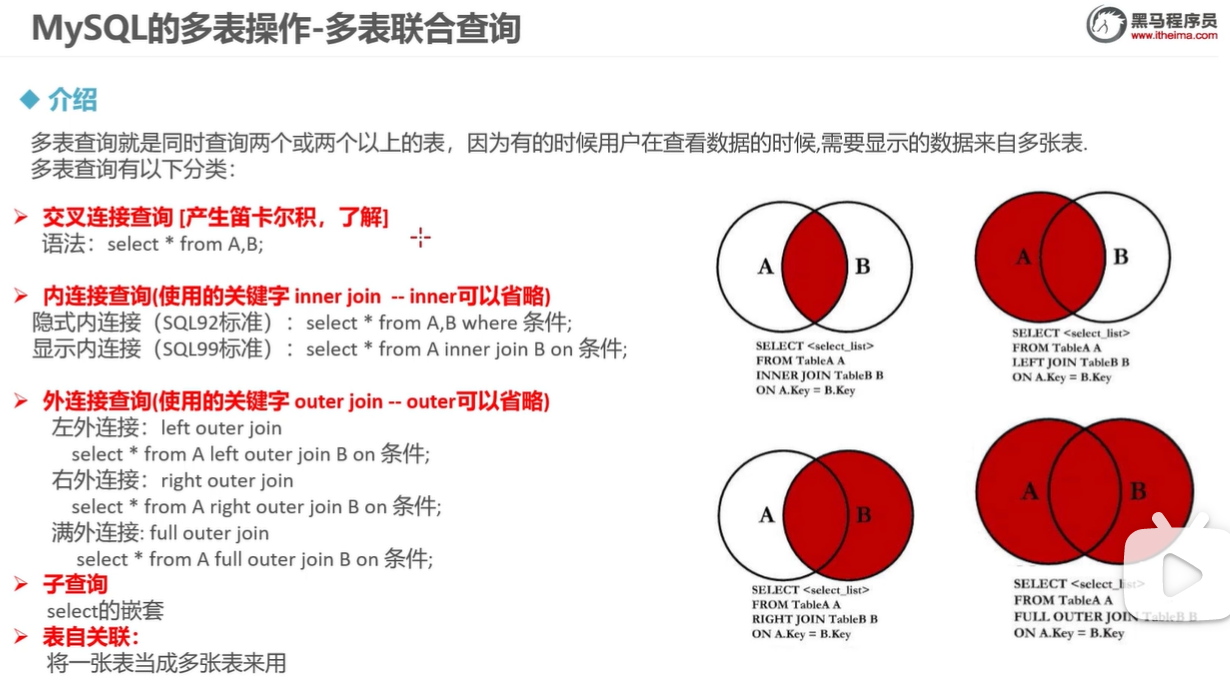 MySQL的多表操作-多表联合查询
黑马程序员
www.itheima.com
介绍
多表查询就是同时查询两个或两个以上的表，因为有的时候用户在查看数据的时候,需要显示的数据来自多张表.
多表查询有以下分类：
交叉连接查询 [产生笛卡尔积，了解]
语法：select * from A,B;
内连接查询(使用的关键字 inner join -- inner可以省略)
隐式内连接（SQL92标准）：select * from A,B where 条件;
显示内连接（SQL99标准）：select * from A inner join B on 条件;
外连接查询(使用的关键字 outer join -- outer可以省略)
左外连接：left outer join
select * from A left outer join B on 条件;
右外连接：right outer join
select * from A right outer join B on 条件;
满外连接: full outer join
select * from A full outer join B on 条件;
子查询
select的嵌套
表自关联：
将一张表当成多张表来用
A B
SELECT <select_list>
FROM TableA A
INNER JOIN TableB B
ON A.Key = B.Key
A B
SELECT <select_list>
FROM TableA A
LEFT JOIN TableB B
ON A.Key = B.Key
A B
SELECT <select_list>
FROM TableA A
RIGHT JOIN TableB B
ON A.Key = B.Key
A B
SELECT <select_list>
FROM TableA A
FULL OUTER JOIN TableB B
ON A.Key = B.Key